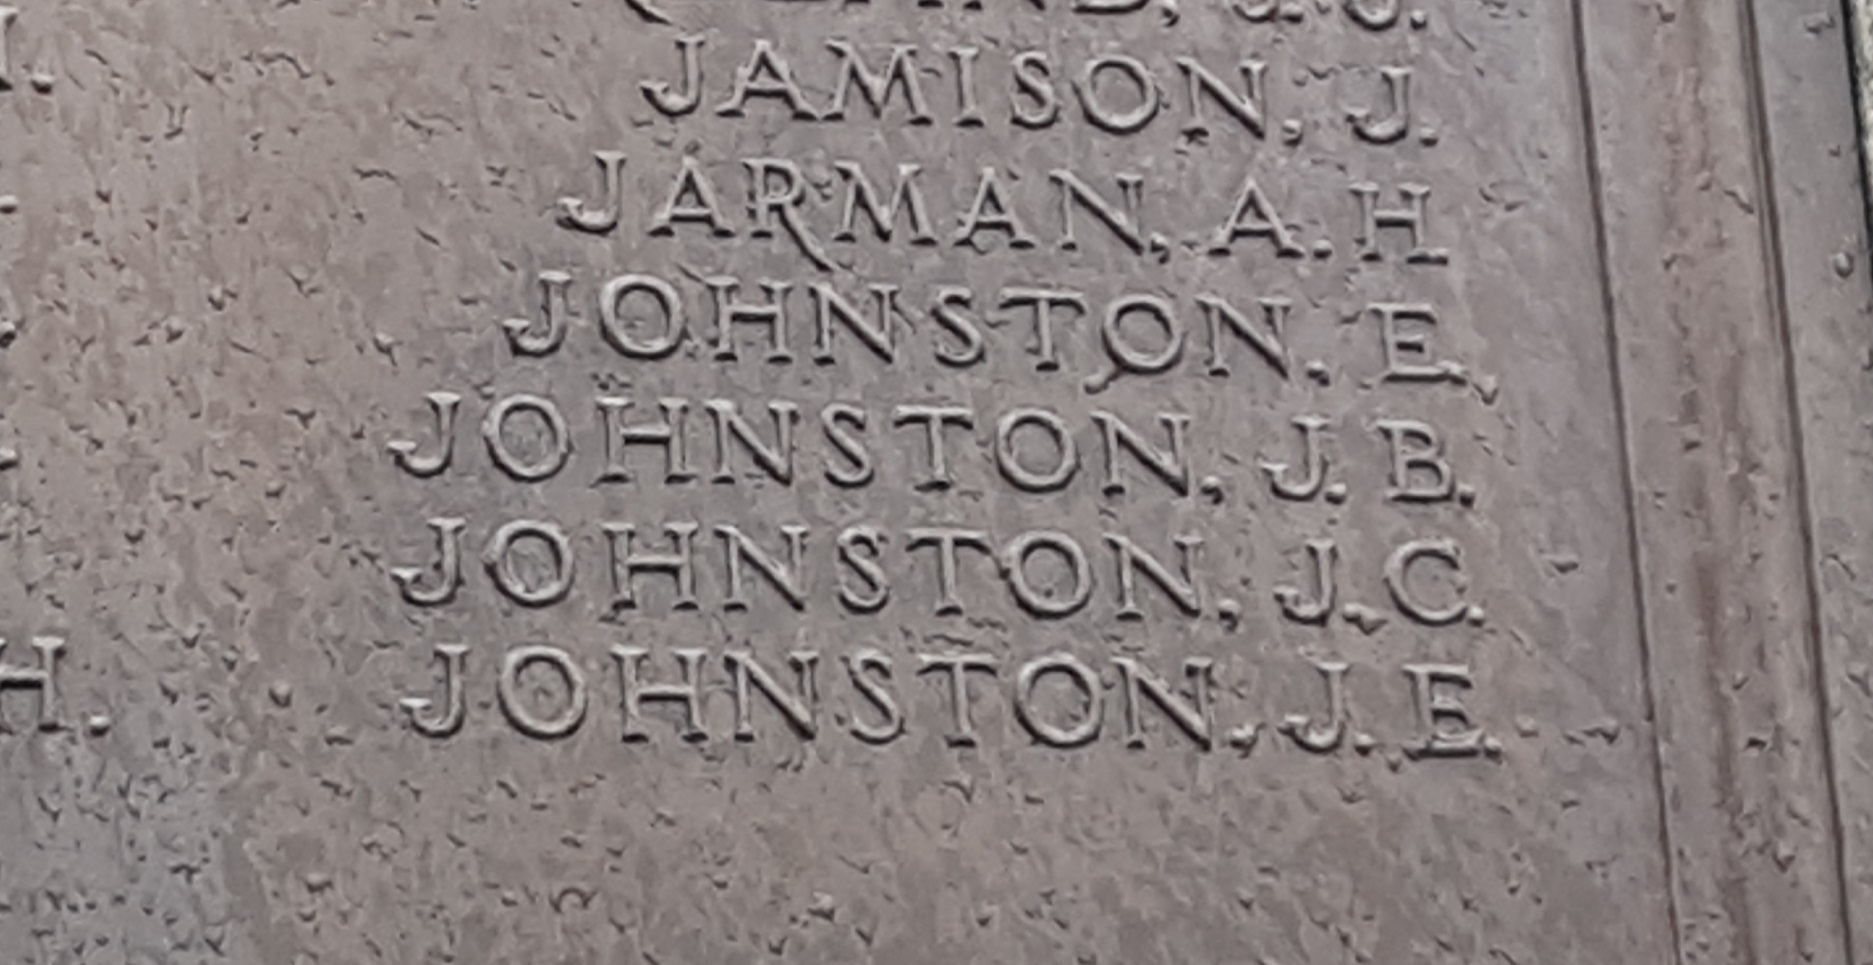 JAMISON, J.
JARMAN, A. H.
JOHNSTON, E.
JOHNSTON, J. B.
JOHNSTON, J. C.
H.
JOHNSTON, J. E.